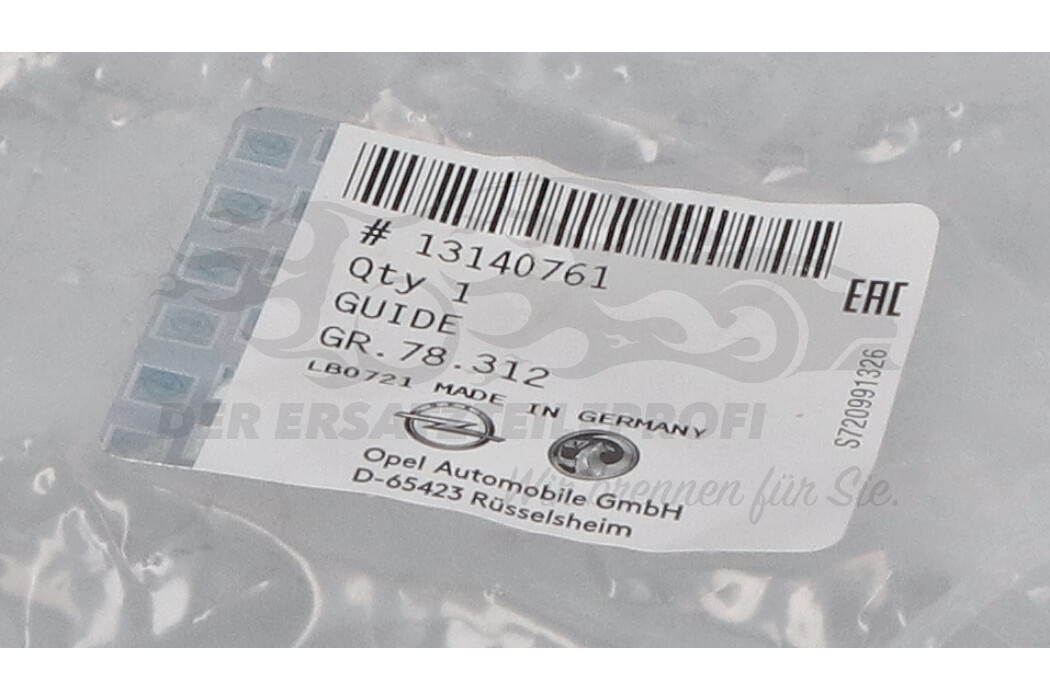 # 13140761
Qty 1
GUIDE
GR.78.312
LB0721 MADE IN GERMANY
Opel Automobile GmbH
D-65423 Rüsselsheim
EAC
S720991326
DER ERSATZTEILEPROFI
Wir brennen für Sie.